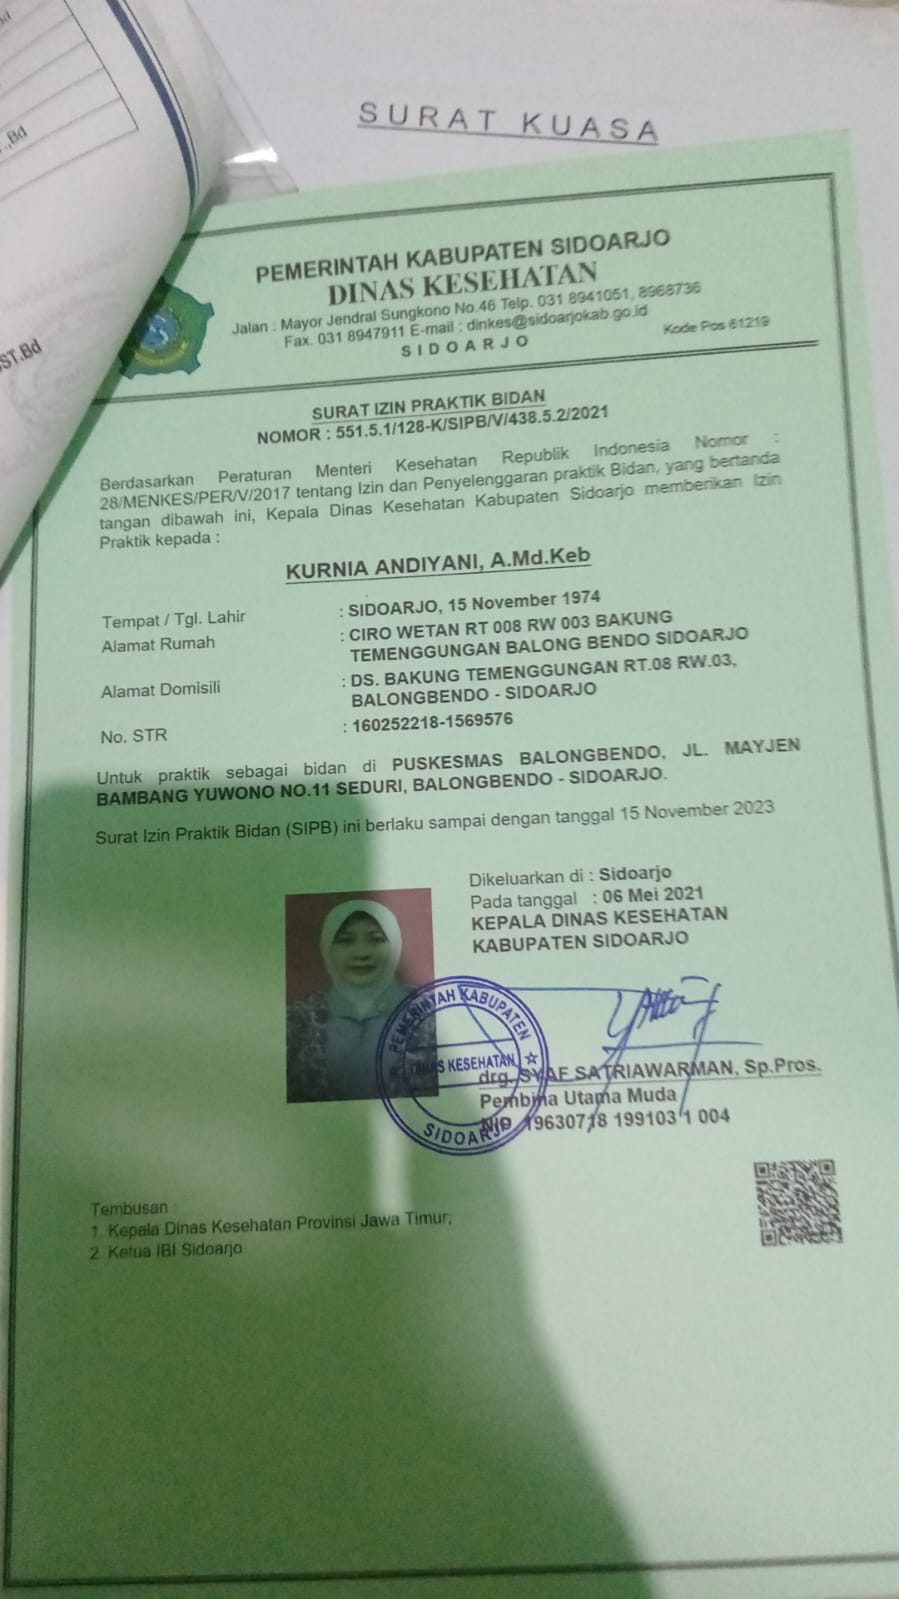 .,Bd
ST.Bd
SURAT KUASA
PEMERINTAH KABUPATEN SIDOARJO
DINAS KESEHATAN
Jalan : Mayor Jendral Sungkono No.46 Telp. 031 8941051, 8968736
Fax. 031 8947911 E-mail : dinkes@sidoarjokab.go.id
Kode Pos 61219
SIDOARJO
SURAT IZIN PRAKTIK BIDAN
NOMOR : 551.5.1/128-K/SIPB/V/438.5.2/2021
Berdasarkan Peraturan Menteri Kesehatan Republik Indonesia Nomor :
28/MENKES/PER/V/2017 tentang Izin dan Penyelenggaran praktik Bidan, yang bertanda
tangan dibawah ini, Kepala Dinas Kesehatan Kabupaten Sidoarjo memberikan Izin
Praktik kepada :
KURNIA ANDIYANI, A.Md.Keb
Tempat / Tgl. Lahir : SIDOARJO, 15 November 1974
Alamat Rumah : CIRO WETAN RT 008 RW 003 BAKUNG
TEMENGGUNGAN BALONG BENDO SIDOARJO
Alamat Domisili : DS. BAKUNG TEMENGGUNGAN RT.08 RW.03,
BALONGBENDO - SIDOARJO
No. STR : 160252218-1569576
Untuk praktik sebagai bidan di PUSKESMAS BALONGBENDO, JL. MAYJEN
BAMBANG YUWONO NO.11 SEDURI, BALONGBENDO - SIDOARJO.
Surat Izin Praktik Bidan (SIPB) ini berlaku sampai dengan tanggal 15 November 2023
Dikeluarkan di : Sidoarjo
Pada tanggal : 06 Mei 2021
KEPALA DINAS KESEHATAN
KABUPATEN SIDOARJO
PEMERINTAH KABUPATEN
DINAS KESEHATAN
SIDOARJO
drg. SYAF SATRIAWARMAN, Sp.Pros.
Pembina Utama Muda
NIP. 19630718 199103 1 004
Tembusan
1. Kepala Dinas Kesehatan Provinsi Jawa Timur;
2. Ketua IBI Sidoarjo